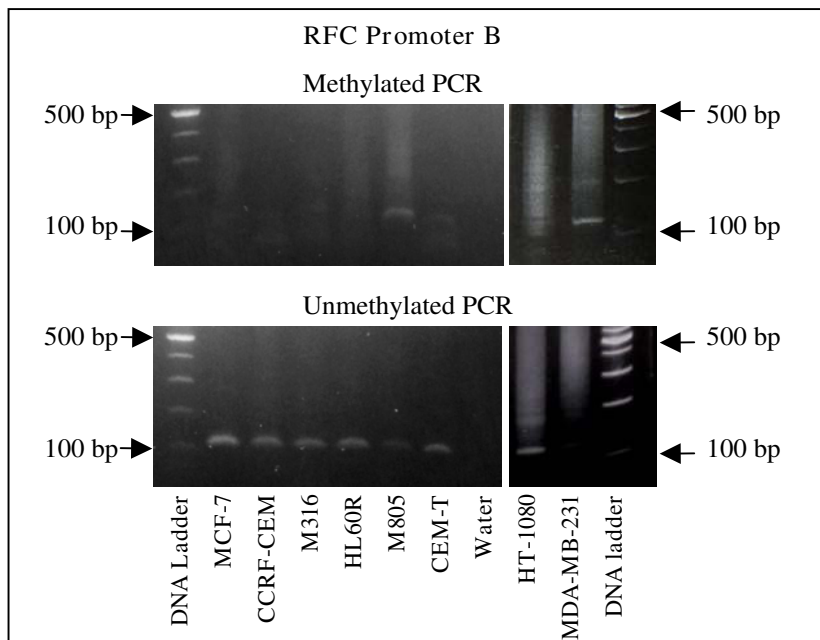 RFC Promoter B
Methylated PCR
500 bp
500 bp
100 bp
100 bp
Unmethylated PCR
500 bp
500 bp
100 bp
100 bp
DNA Ladder
MCF-7
CCRF-CEM
M316
HL60R
M805
CEM-T
Water
HT-1080
MDA-MB-231
DNA ladder